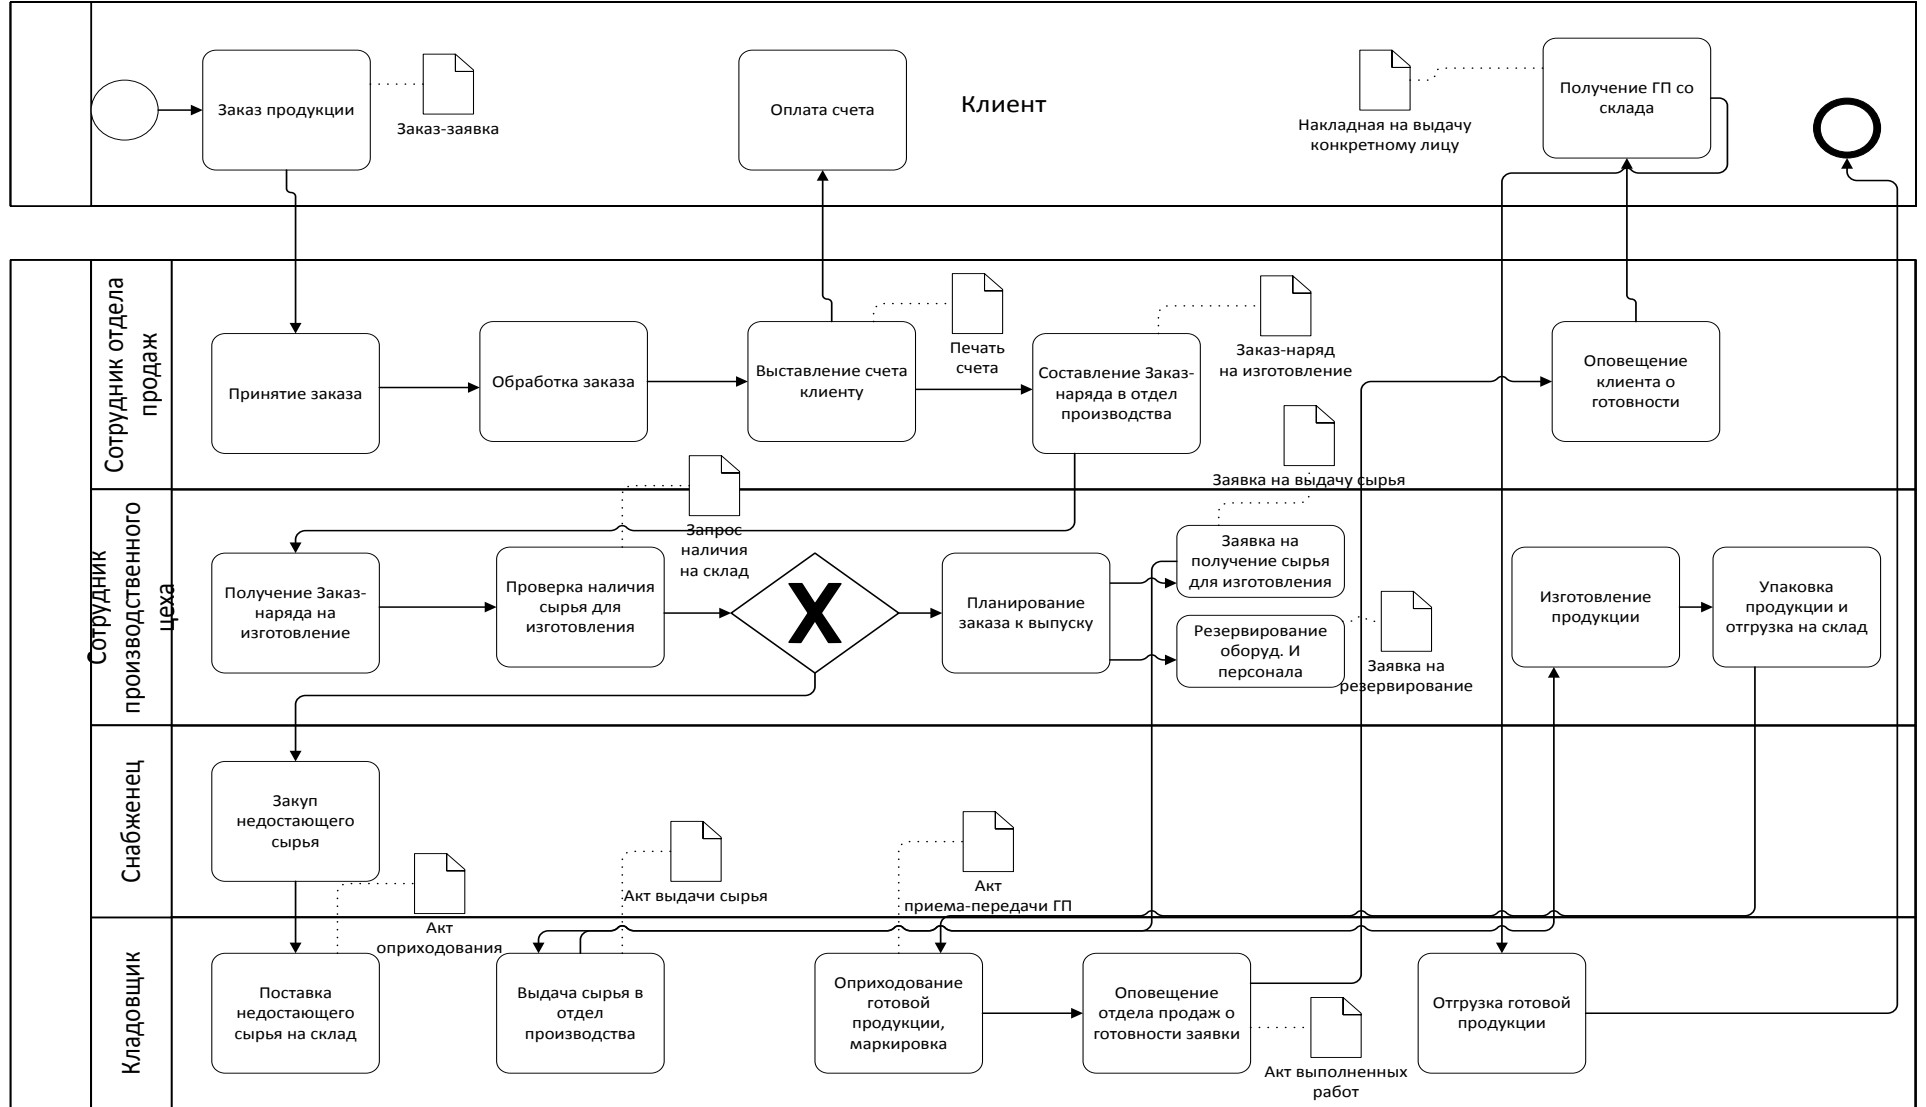 Заказ продукции
Заказ-заявка
Оплата счета
Клиент
Накладная на выдачу
конкретному лицу
Получение ГП со
склада
Сотрудник отдела
продаж
Принятие заказа
Обработка заказа
Выставление счета
клиенту
Печать
счета
Составление Заказ-
наряда в отдел
производства
Заказ-наряд
на изготовление
Заявка на выдачу сырья
Оповещение
клиента о
готовности
Сотрудник
производственного
цеха
Получение Заказ-
наряда на
изготовление
Проверка наличия
сырья для
изготовления
Запрос
наличия
на склад
X
Планирование
заказа к выпуску
Заявка на
получение сырья
для изготовления
Резервирование
оборуд. И
персонала
Заявка на
резервирование
Изготовление
продукции
Упаковка
продукции и
отгрузка на склад
Снабженец
Закуп
недостающего
сырья
Акт
оприходования
Акт выдачи сырья
Акт
приема-передачи ГП
Кладовщик
Поставка
недостающего
сырья на склад
Выдача сырья в
отдел
производства
Оприходование
готовой
продукции,
маркировка
Оповещение
отдела продаж о
готовности заявки
Акт выполненных
работ
Отгрузка готовой
продукции